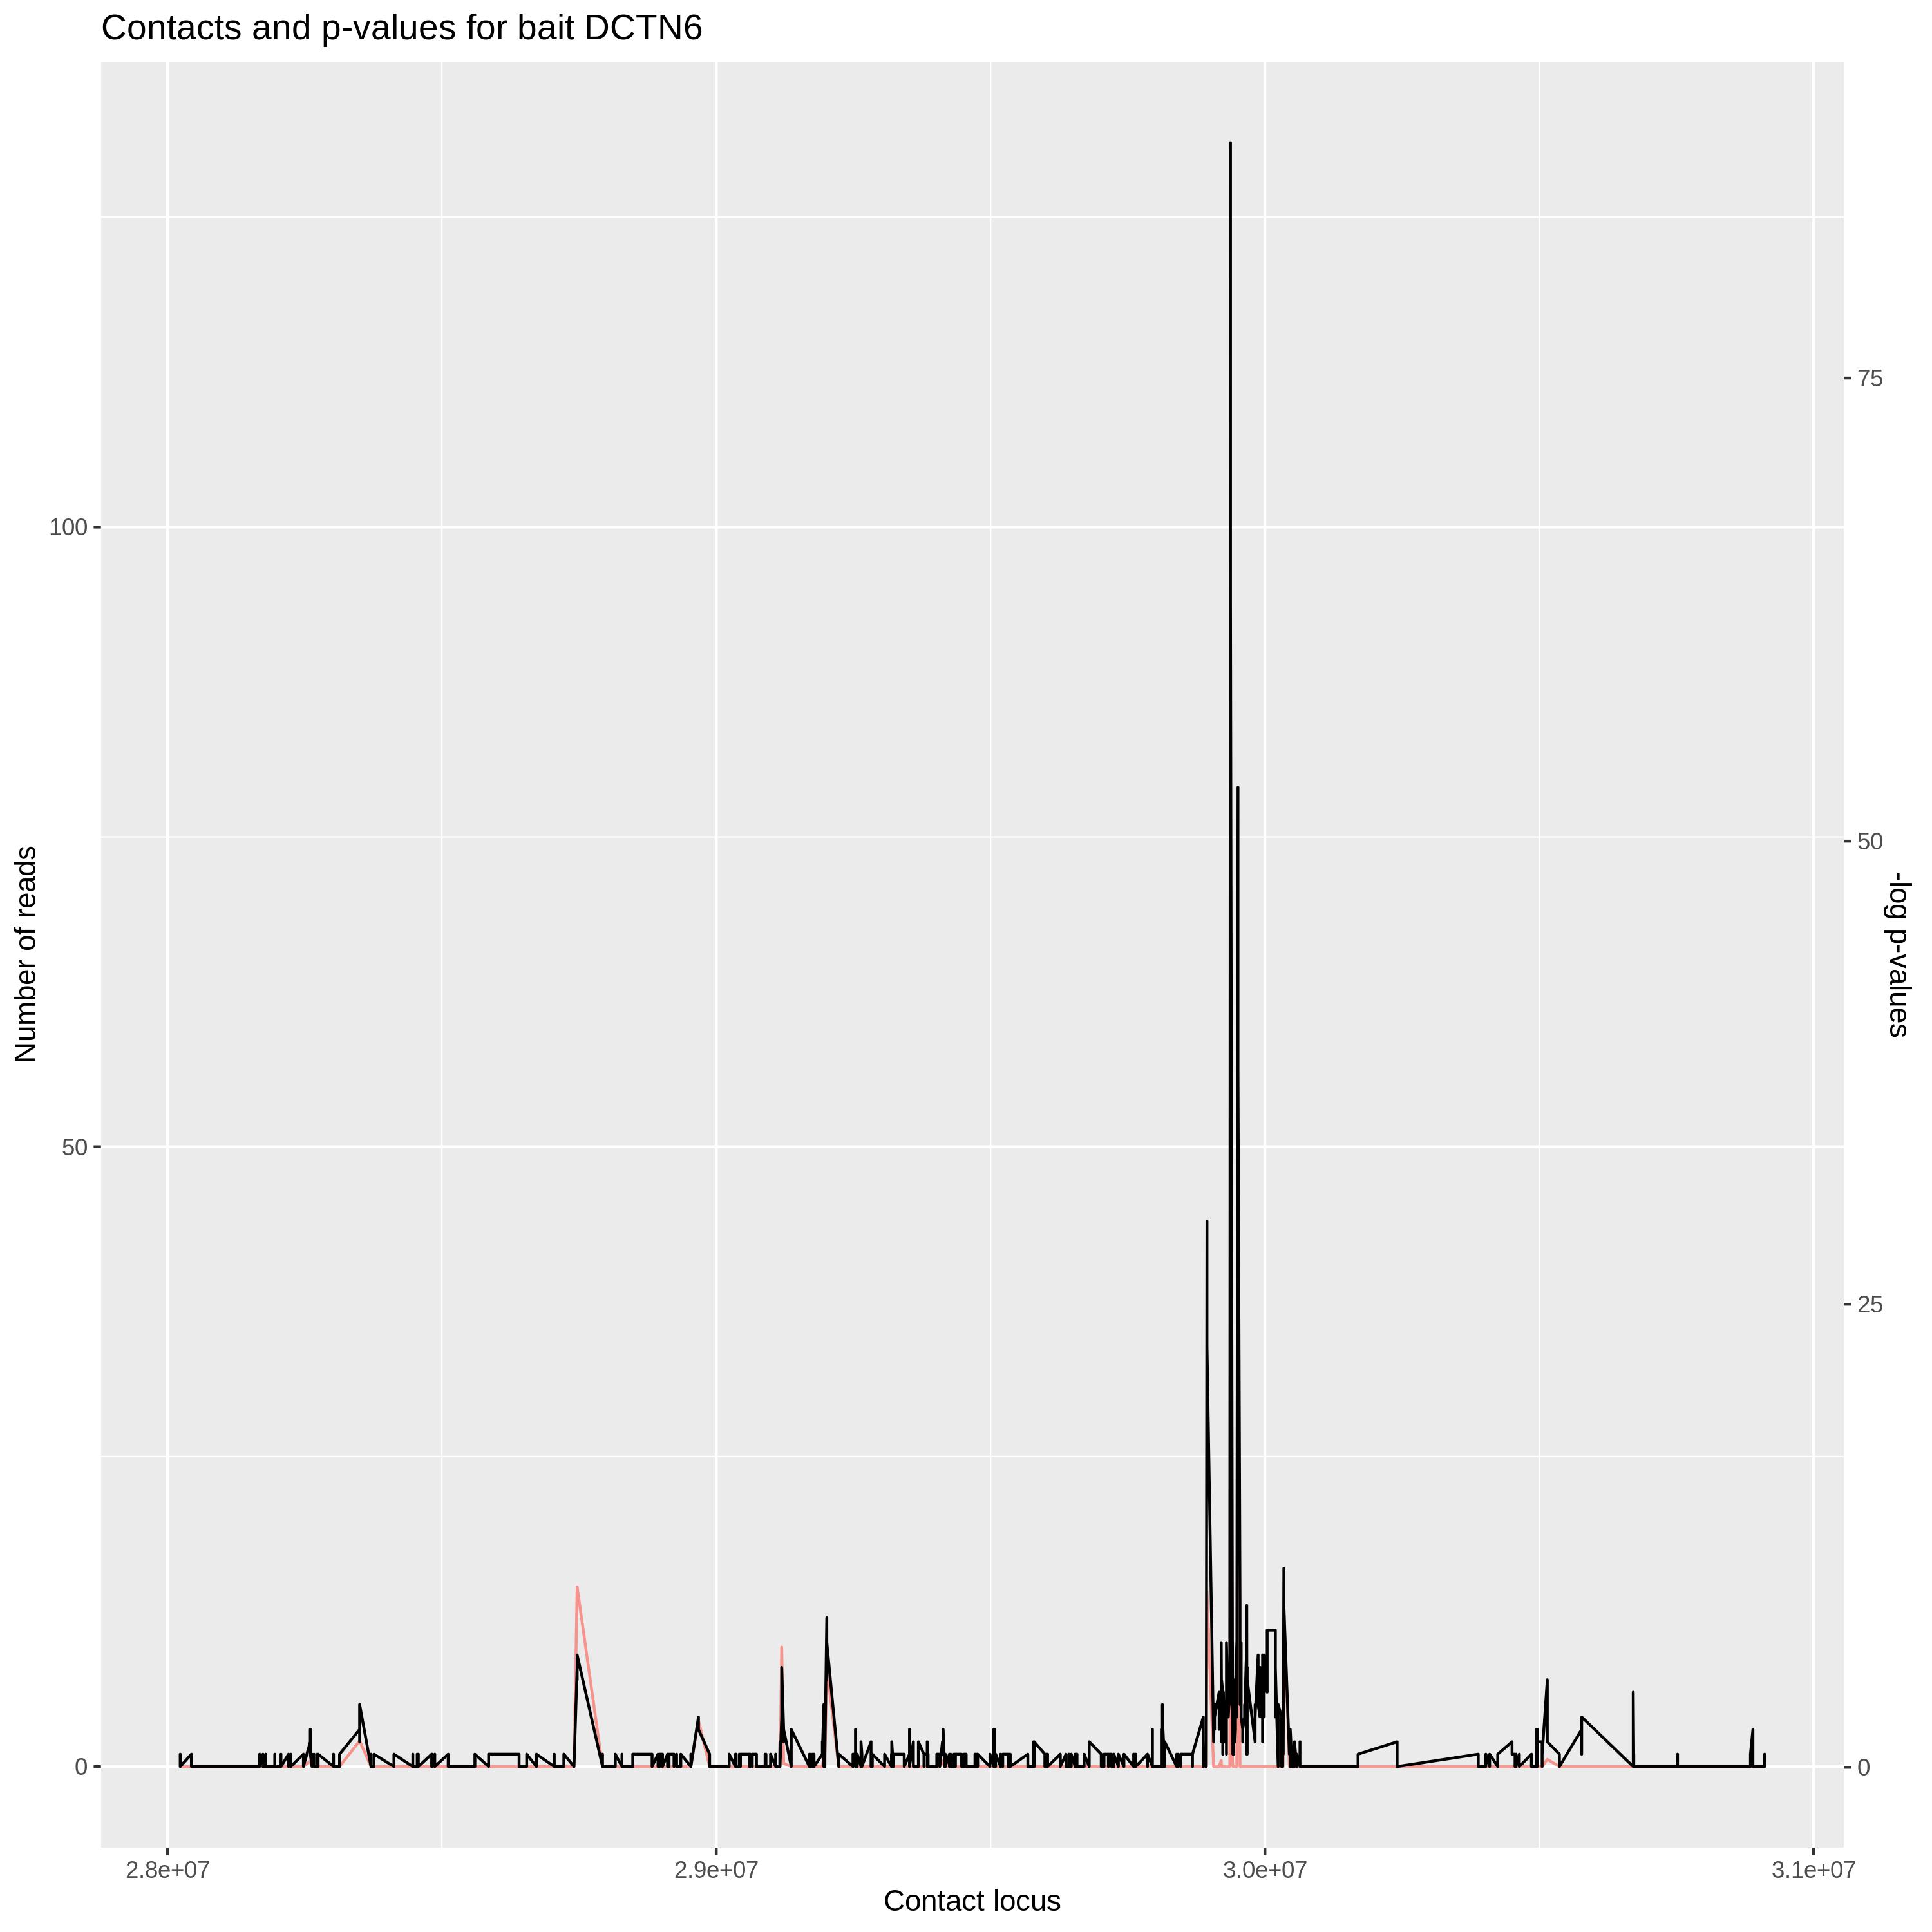 Contacts and p-values for bait DCTN6
Number of reads
100
50
0
75
50
25
0
-log p-values
2.8e+07
2.9e+07
3.0e+07
3.1e+07
Contact locus